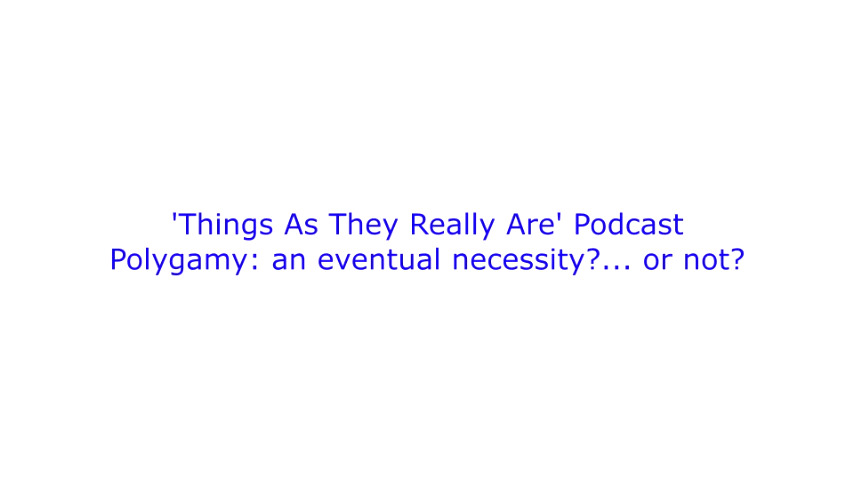 'Things As They Really Are' Podcast
Polygamy: an eventual necessity?... or not?